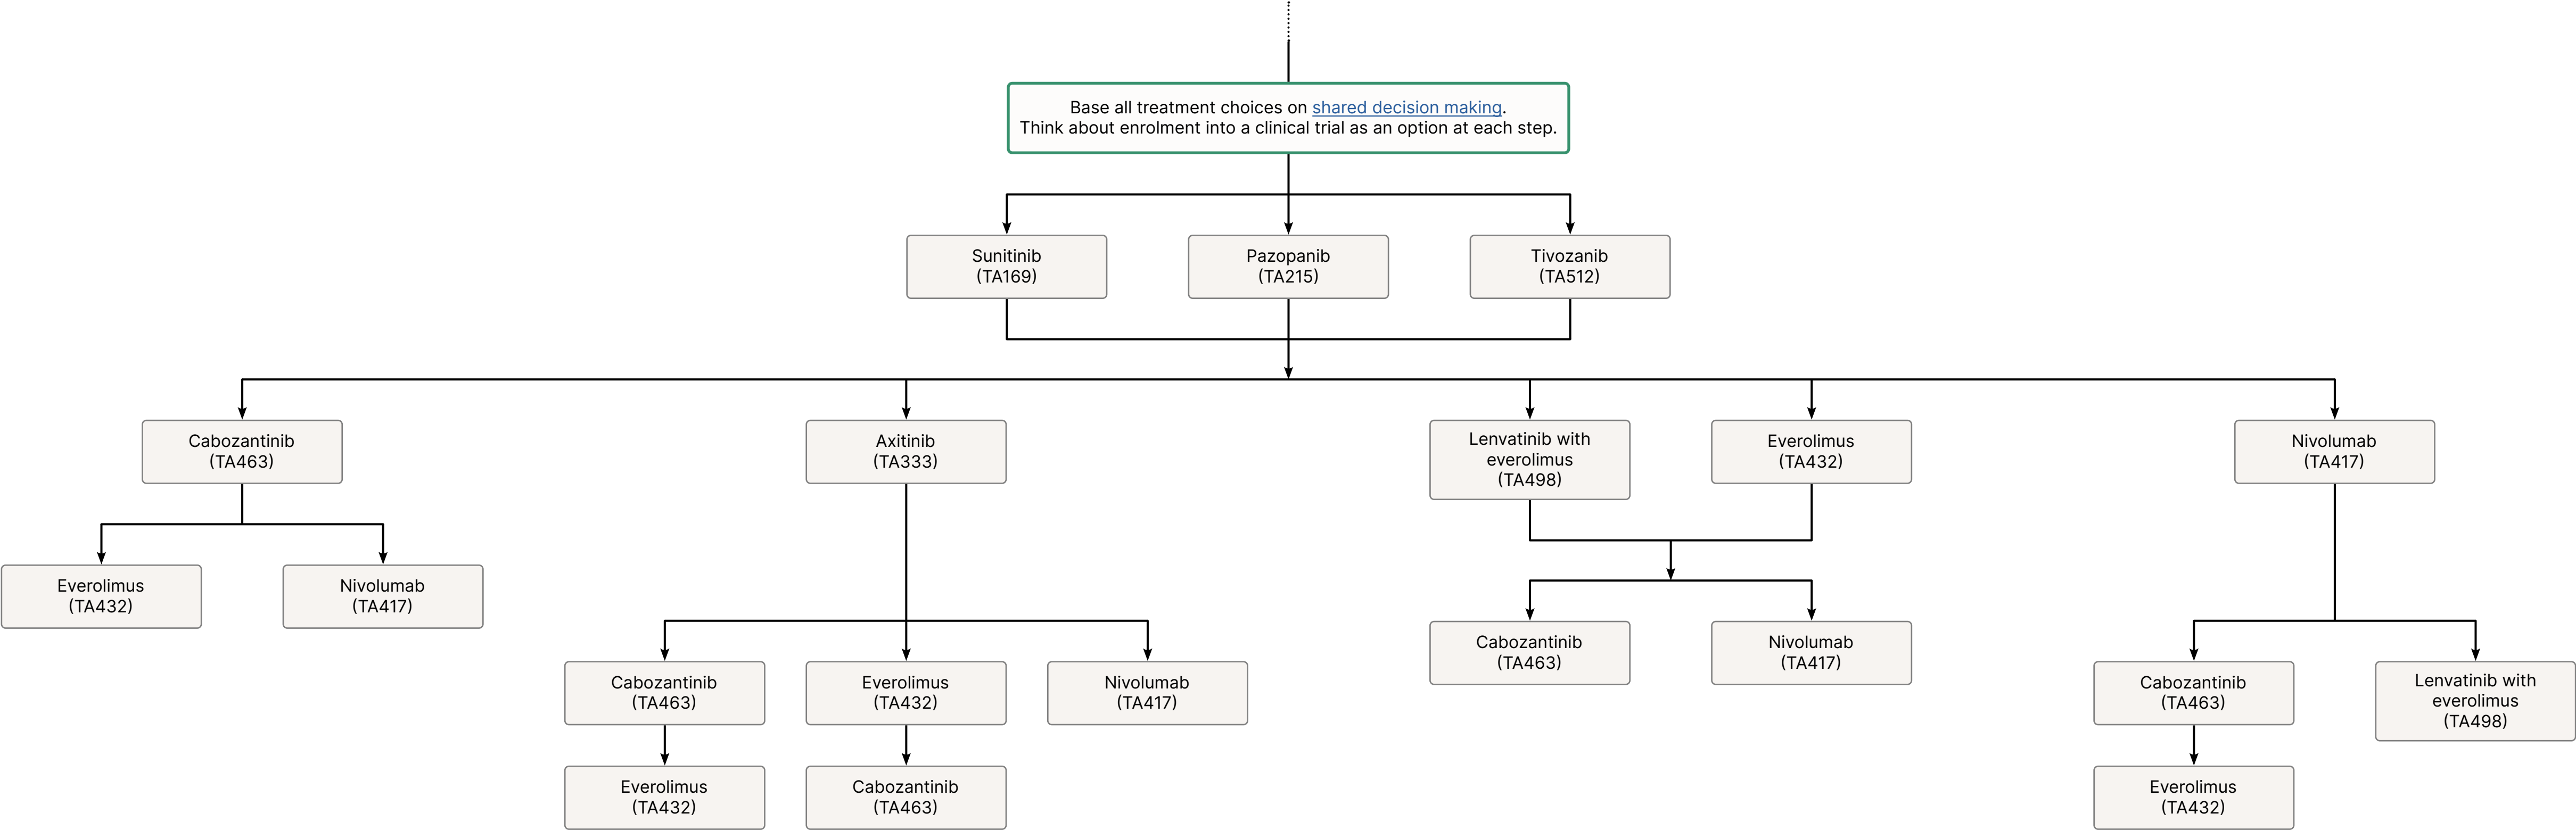 Base all treatment choices on shared decision making.
Think about enrolment into a clinical trial as an option at each step.
Sunitinib
(TA169)
Pazopanib
(TA215)
Tivozanib
(TA512)
Cabozantinib
(TA463)
Axitinib
(TA333)
Lenvatinib with
everolimus
(TA498)
Everolimus
(TA432)
Nivolumab
(TA417)
Everolimus
(TA432)
Nivolumab
(TA417)
Cabozantinib
(TA463)
Nivolumab
(TA417)
Cabozantinib
(TA463)
Everolimus
(TA432)
Nivolumab
(TA417)
Cabozantinib
(TA463)
Lenvatinib with
everolimus
(TA498)
Everolimus
(TA432)
Cabozantinib
(TA463)
Everolimus
(TA432)